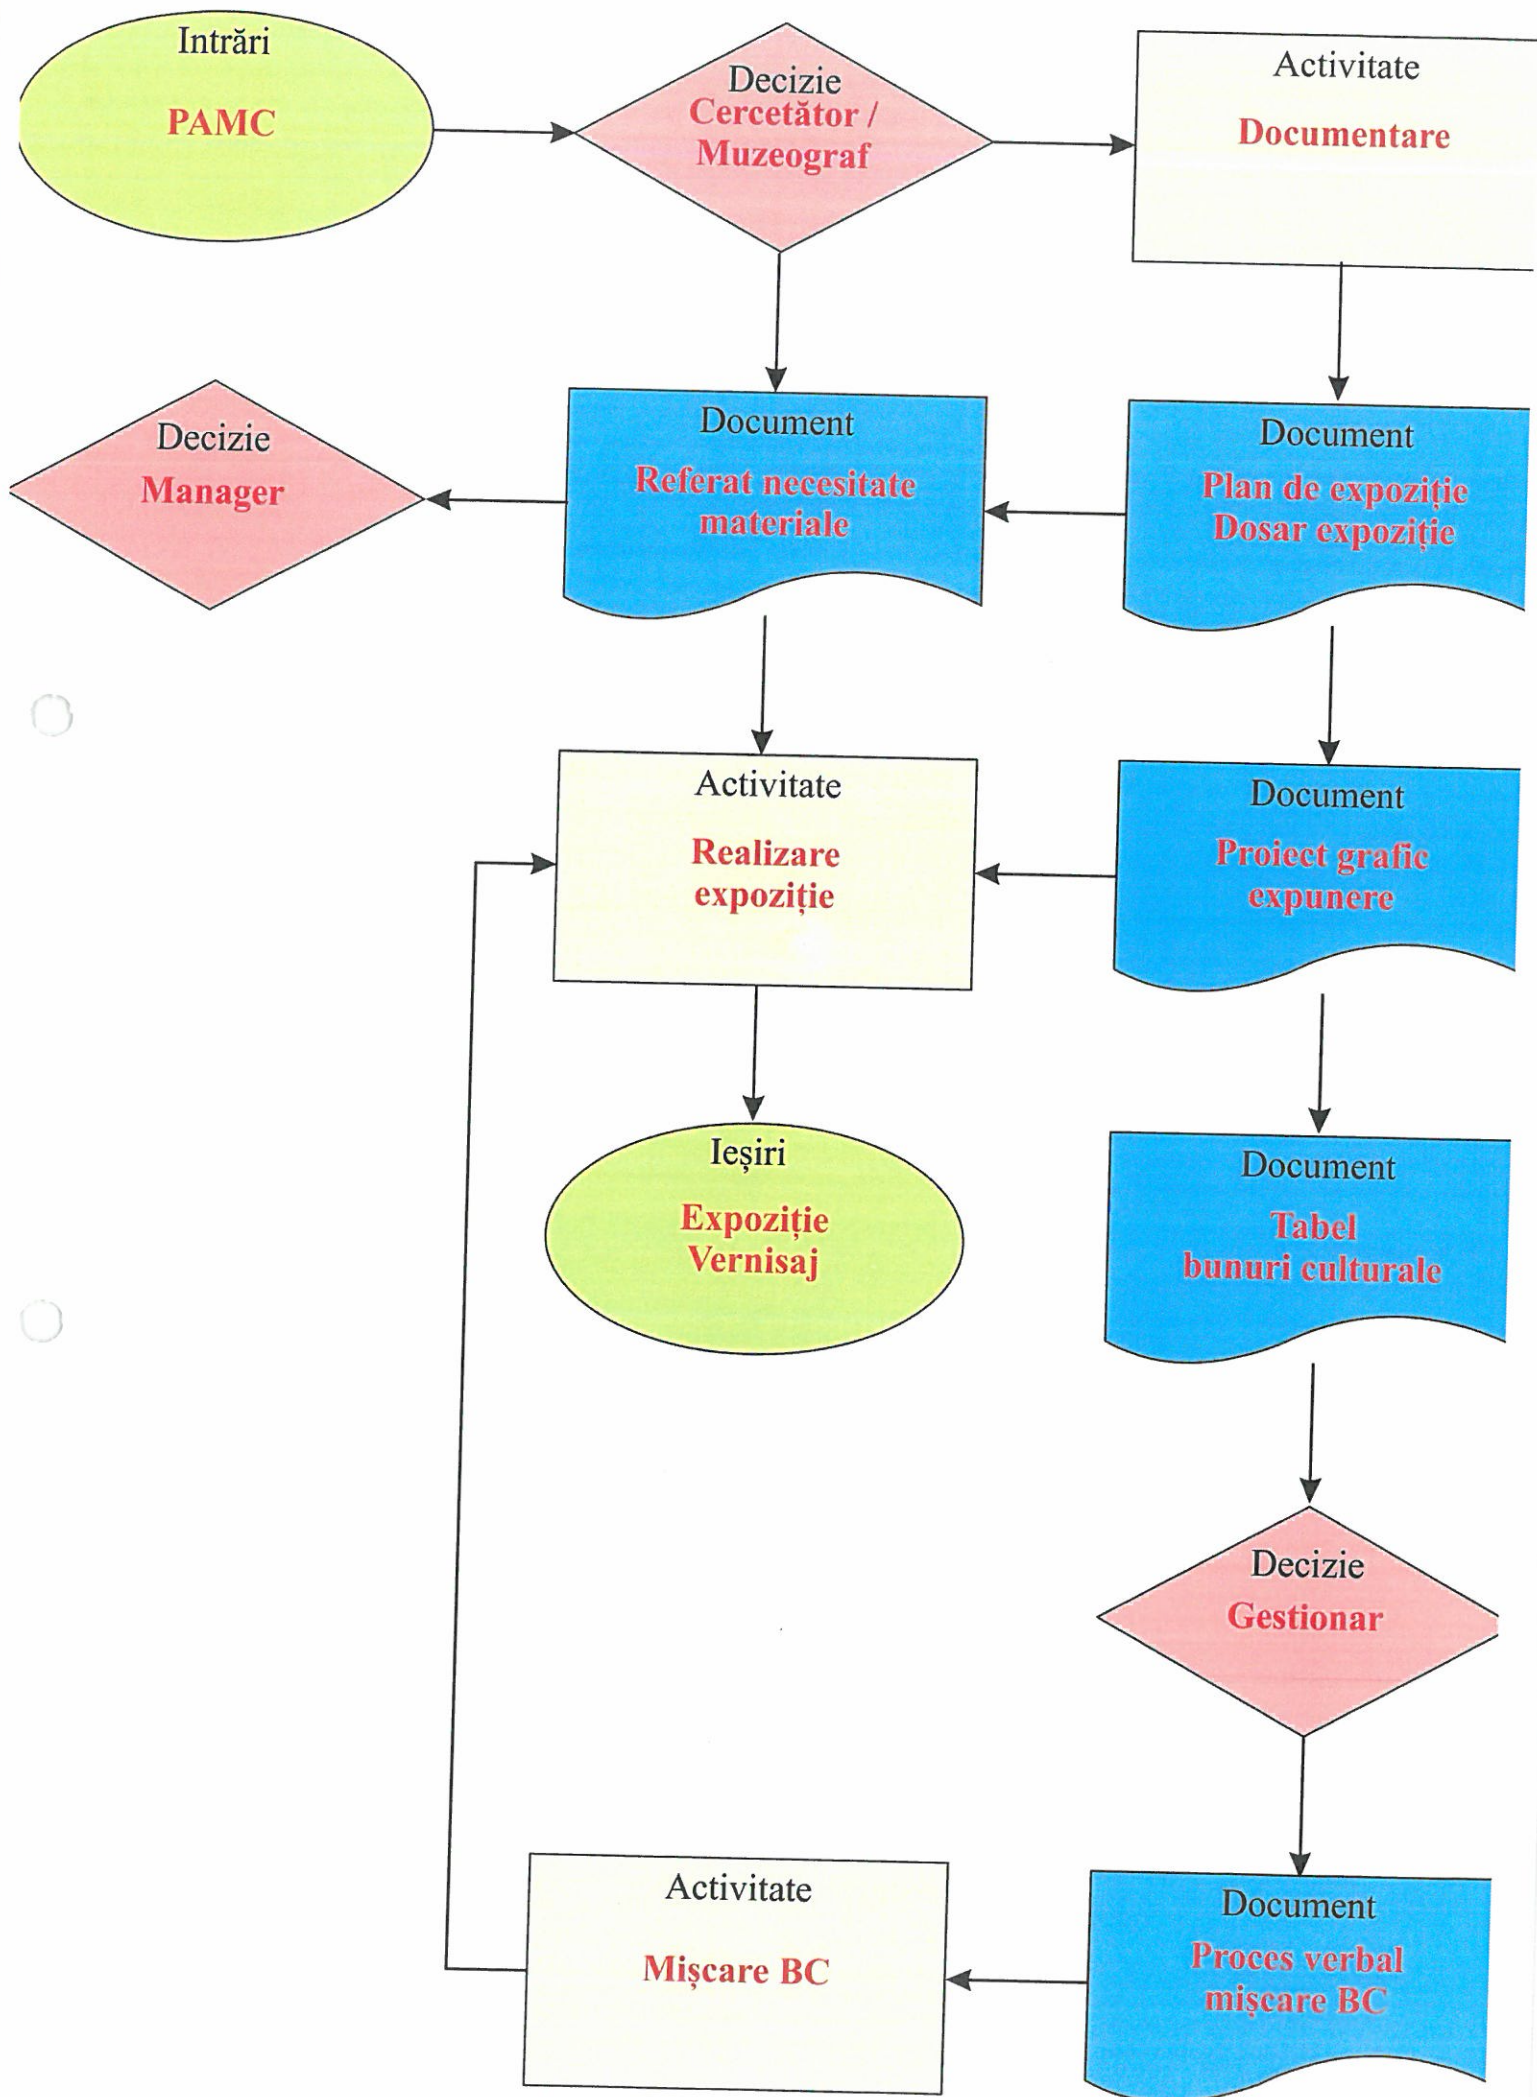 Intrări
PAMC
Decizie
Cercetător /
Muzeograf
Activitate
Documentare
Decizie
Manager
Document
Referat necesitate
materiale
Document
Plan de expoziție
Dosar expoziție
Activitate
Realizare
expoziție
Document
Proiect grafic
expunere
Ieșiri
Expoziție
Vernisaj
Document
Tabel
bunuri culturale
Decizie
Gestionar
Activitate
Mișcare BC
Document
Proces verbal
mișcare BC